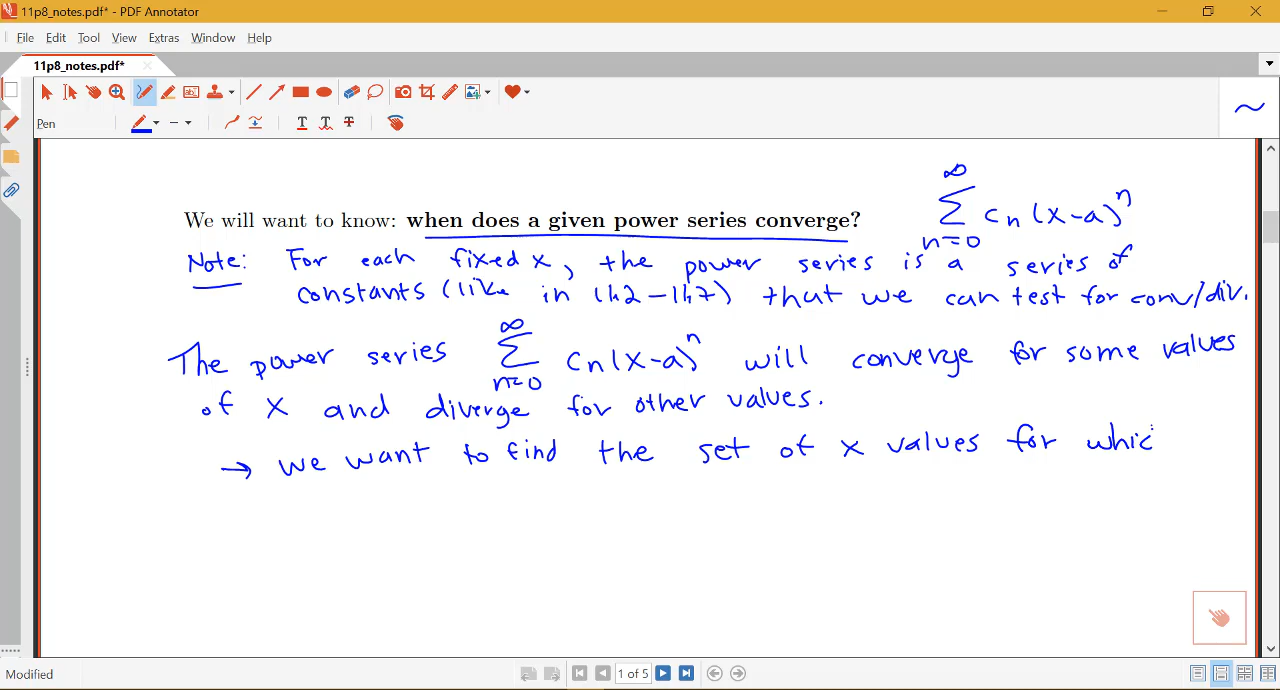 11p8_notes.pdf* - PDF Annotator
File Edit Tool View Extras Window Help
11p8_notes.pdf*
Pen
We will want to know: when does a given power series converge? ∞ Σ n=0 cn(x-a)^n
Note: For each fixed x, the power series is a series of
constants (like in 11.2-11.7) that we can test for conv/div.
The power series ∞ Σ n=0 cn(x-a)^n will converge for some values
of x and diverge for other values.
→ we want to find the set of x values for whic
Modified 1 of 5